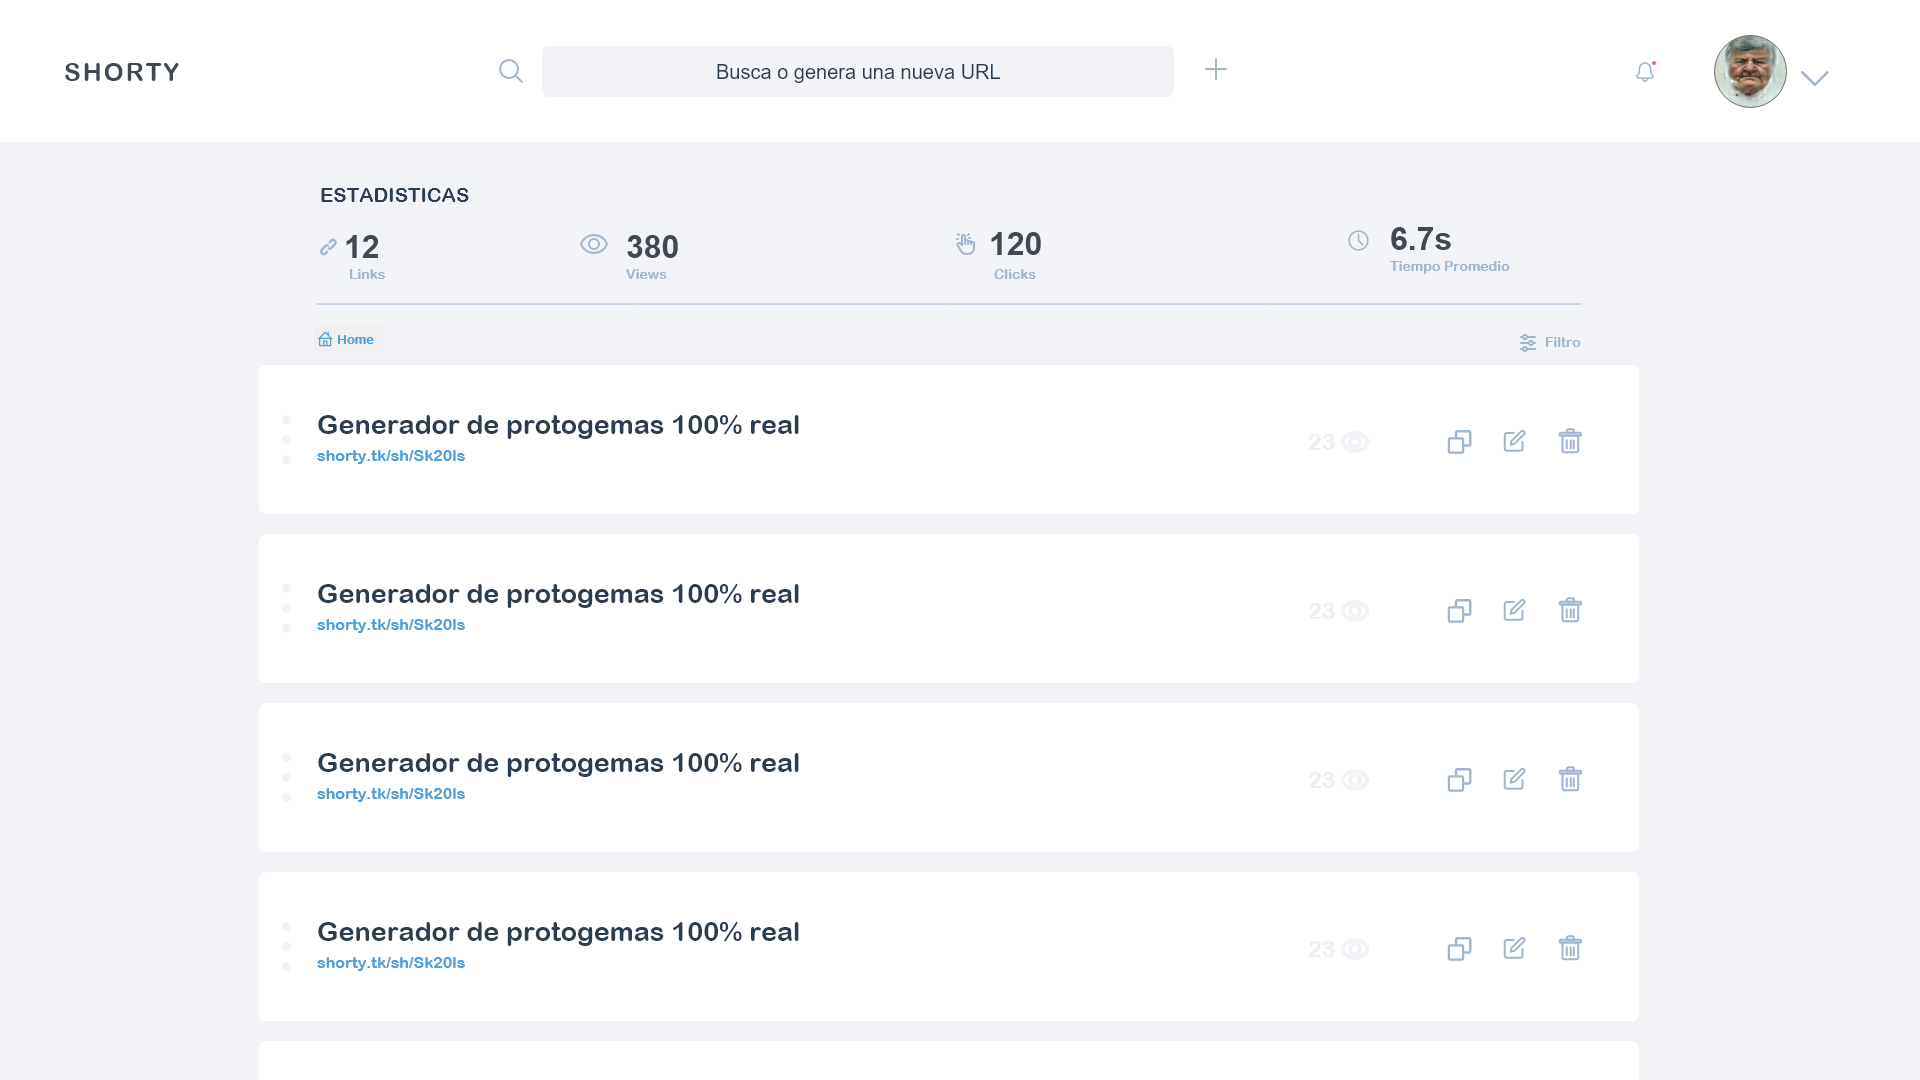 SHORTY
Busca o genera una nueva URL
ESTADISTICAS
12
Links
380
Views
120
Clicks
6.7s
Tiempo Promedio
Home
Filtro
Generador de protogemas 100% real
shorty.tk/sh/Sk20ls
23
Generador de protogemas 100% real
shorty.tk/sh/Sk20ls
23
Generador de protogemas 100% real
shorty.tk/sh/Sk20ls
23
Generador de protogemas 100% real
shorty.tk/sh/Sk20ls
23